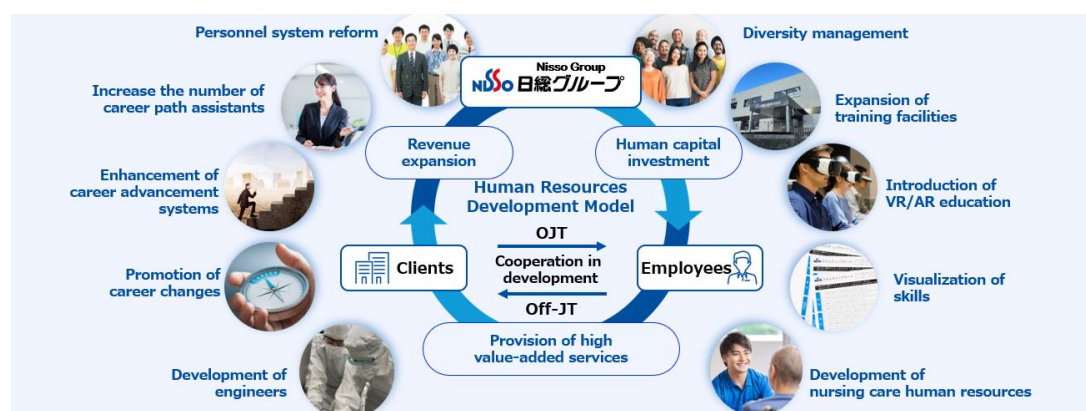 Personnel system reform
Diversity management
Nisso Group
NISSO 日総グループ
Increase the number of
career path assistants
Expansion of
training facilities
Revenue
expansion
Human capital
investment
Enhancement of
career advancement
systems
Human Resources
Development Model
Introduction of
VR/AR education
OJT
Clients
Cooperation in
development
Employees
Promotion of
career changes
Visualization of
skills
Off-JT
Provision of high
value-added services
Development of
engineers
Development of
nursing care human resources